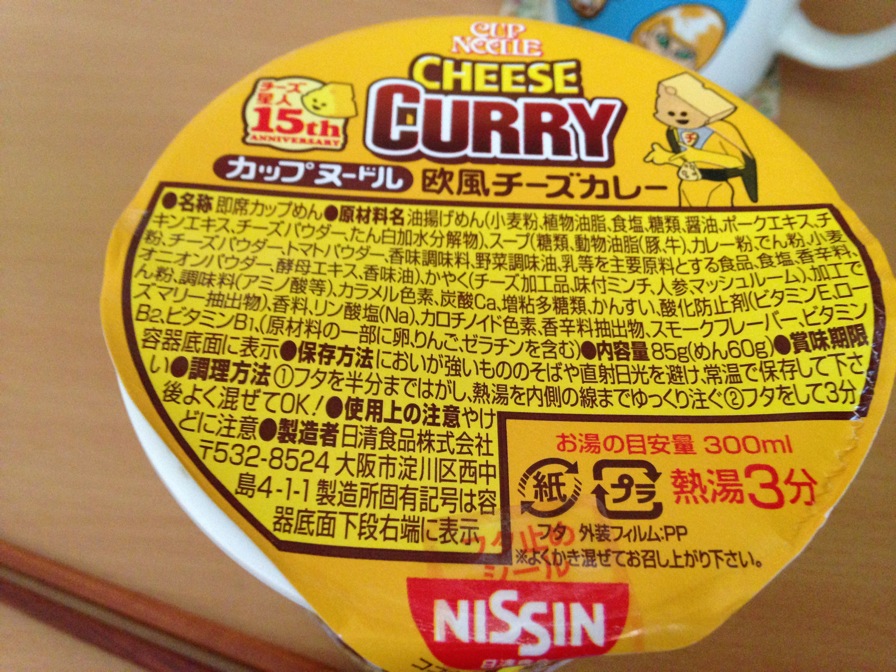 CUP
NOODLE
CHEESE
CURRY
チーズ
星人
15th
ANNIVERSARY
カップヌードル 欧風チーズカレー
●名称 即席カップめん●原材料名 油揚げめん(小麦粉、植物油脂、食塩、糖類、醤油、ポークエキス、チ
キンエキス、チーズパウダー、たん白加水分解物)、スープ(糖類、動物油脂(豚、牛)、カレー粉、でん粉、小麦
粉、チーズパウダー、トマトパウダー、香味調味料、野菜調味油、乳等を主要原料とする食品、食塩、香辛料、
オニオンパウダー、酵母エキス、香味油)、かやく(チーズ加工品、味付ミンチ、人参、マッシュルーム)、加工で
ん粉、調味料(アミノ酸等)、カラメル色素、炭酸Ca、増粘多糖類、かんすい、酸化防止剤(ビタミンE、ロー
ズマリー抽出物)、香料、リン酸塩(Na)、カロチノイド色素、香辛料抽出物、スモークフレーバー、ビタミン
B2、ビタミンB1、(原材料の一部に卵、りんご、ゼラチンを含む)●内容量 85g(めん60g)●賞味期限
容器底面に表示●保存方法 においが強いもののそばや直射日光を避け、常温で保存して下さ
い●調理方法 ①フタを半分まではがし、熱湯を内側の線までゆっくり注ぐ②フタをして3分
後よく混ぜてOK!●使用上の注意 やけ
どに注意●製造者 日清食品株式会社
〒532-8524 大阪市淀川区西中
島4-1-1 製造所固有記号は容
器底面下段右端に表示
お湯の目安量 300ml
紙 プラ 熱湯3分
フタ 外装フィルム:PP
※よくかき混ぜてお召し上がり下さい。
フタ止めの
シール
NISSIN